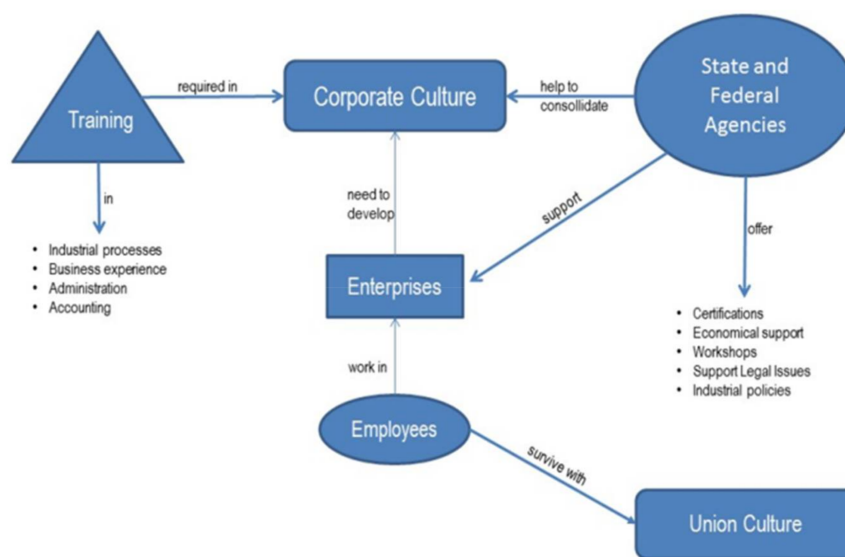 Training
required in
Corporate Culture
help to
consollidate
State and
Federal
Agencies
in
• Industrial processes
• Business experience
• Administration
• Accounting
need to
develop
support
offer
Enterprises
• Certifications
• Economical support
• Workshops
• Support Legal Issues
• Industrial policies
work in
Employees
survive with
Union Culture